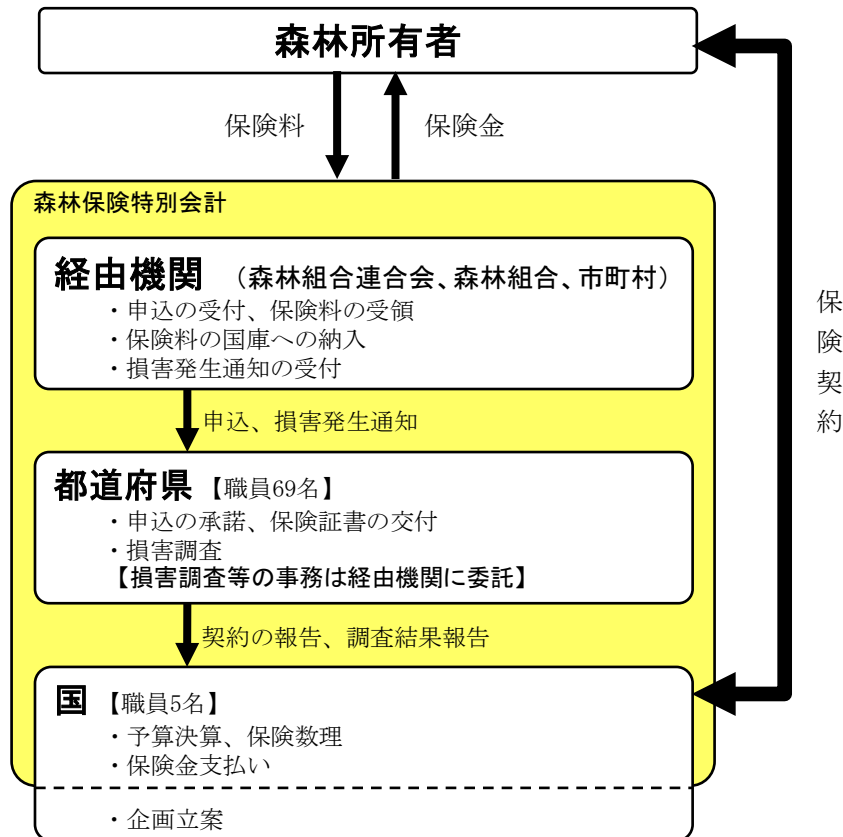 森林所有者
保険料
保険金
森林保険特別会計
経由機関 （森林組合連合会、森林組合、市町村）
・申込の受付、保険料の受領
・保険料の国庫への納入
・損害発生通知の受付
申込、損害発生通知
都道府県【職員69名】
・申込の承諾、保険証書の交付
・損害調査
【損害調査等の事務は経由機関に委託】
契約の報告、調査結果報告
国【職員5名】
・予算決算、保険数理
・保険金支払い
・企画立案
保険契約